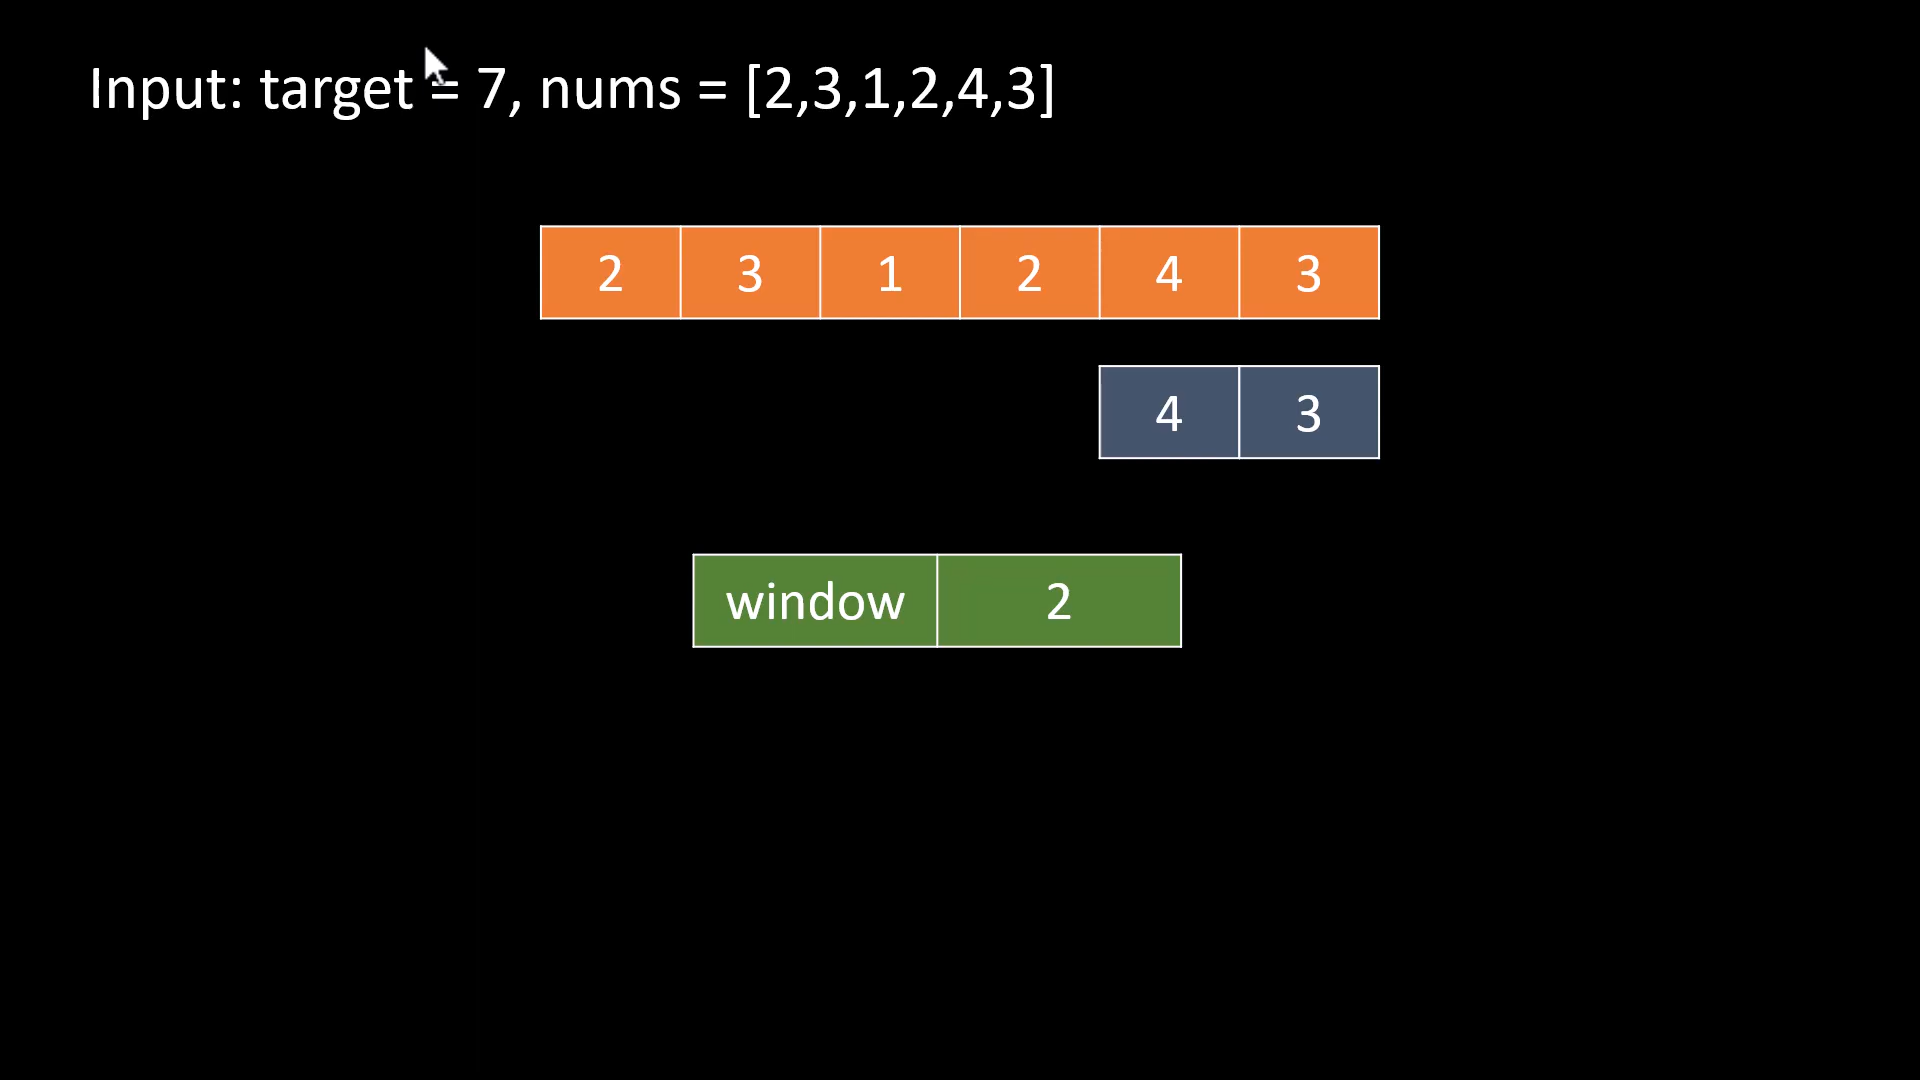 Input: target = 7, nums = [2,3,1,2,4,3]
2 3 1 2 4 3
4 3
window 2